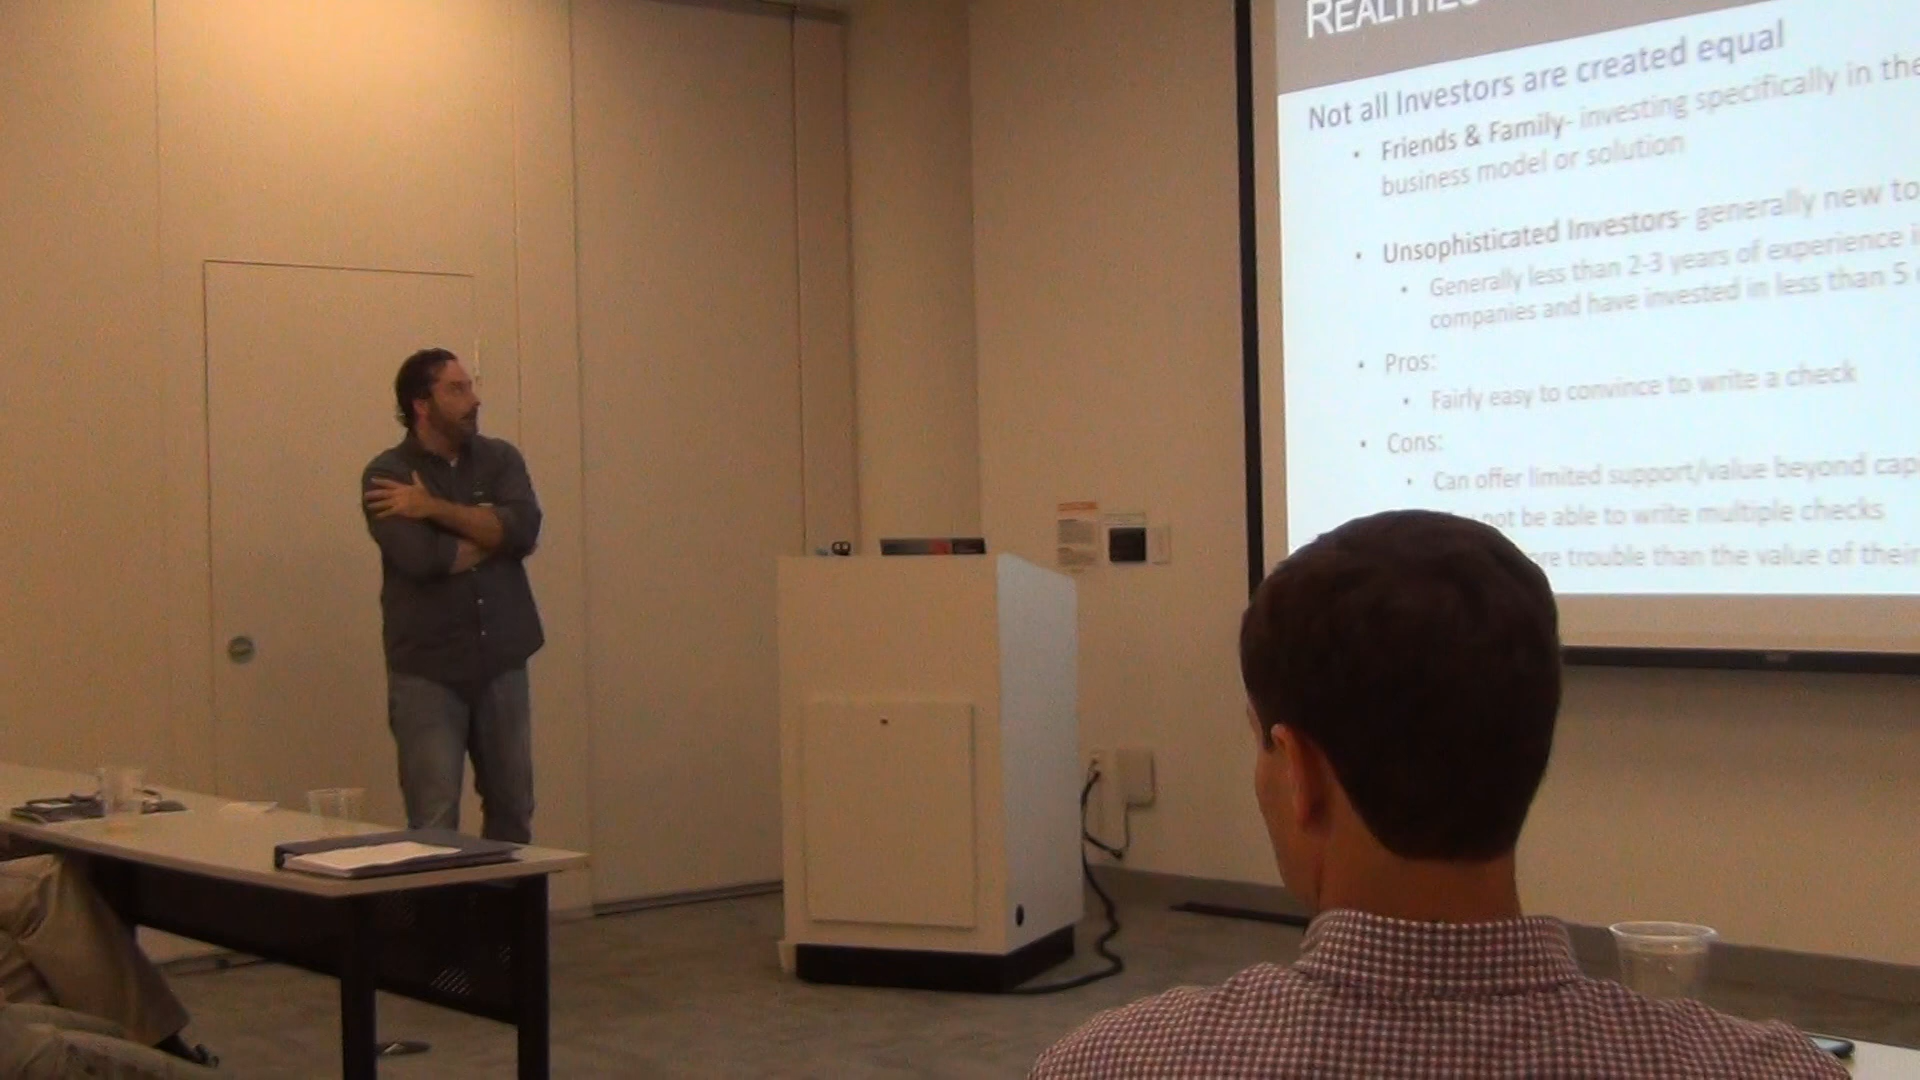 REALITIES
Not all Investors are created equal
• Friends & Family- investing specifically in the
business model or solution
• Unsophisticated Investors- generally new to
• Generally less than 2-3 years of experience
companies and have invested in less than 5
• Pros:
• Fairly easy to convince to write a check
• Cons:
• Can offer limited support/value beyond cap
not be able to write multiple checks
trouble than the value of their